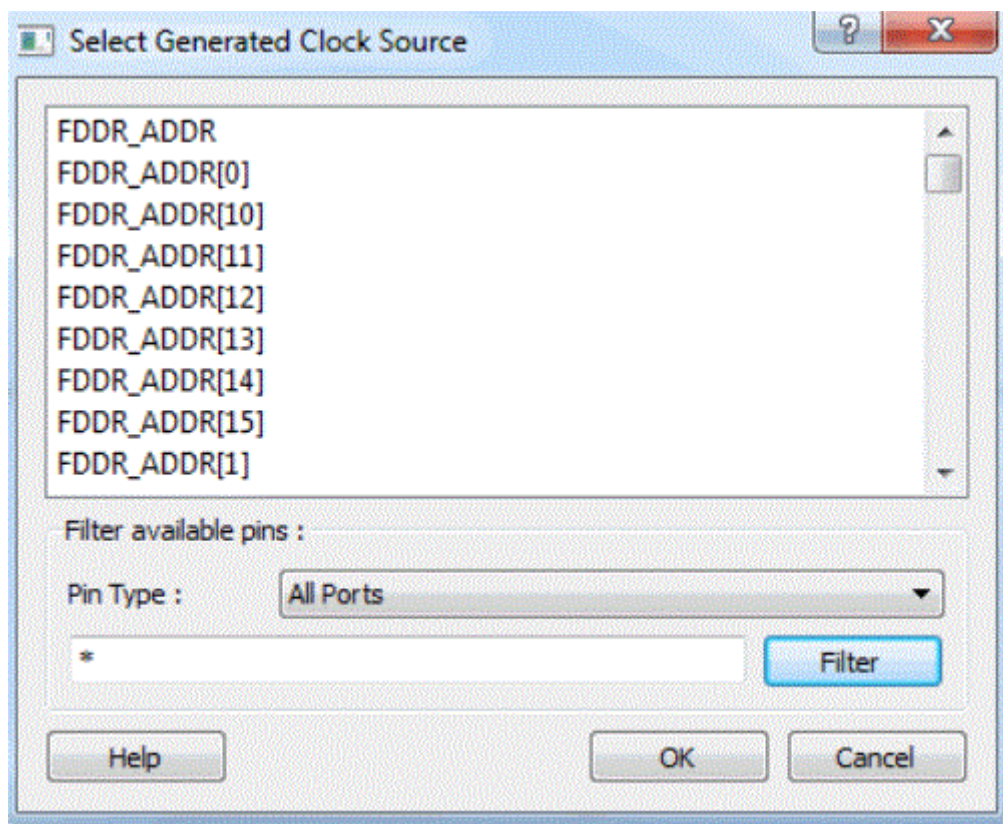 Select Generated Clock Source
FDDR_ADDR
FDDR_ADDR[0]
FDDR_ADDR[10]
FDDR_ADDR[11]
FDDR_ADDR[12]
FDDR_ADDR[13]
FDDR_ADDR[14]
FDDR_ADDR[15]
FDDR_ADDR[1]
Filter available pins :
Pin Type : All Ports
* Filter
Help OK Cancel